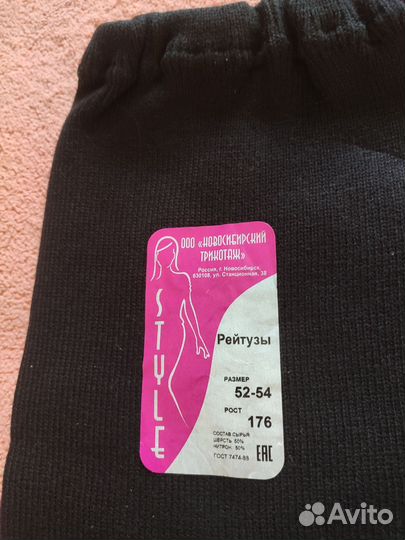 ООО «НОВОСИБИРСКИЙ
ТРИКОТАЖ»
Россия, г. Новосибирск,
630108, ул. Станционная, 38
STYLE
Рейтузы
РАЗМЕР
52-54
РОСТ
176
СОСТАВ СЫРЬЯ:
ШЕРСТЬ 50%
НИТРОН 50%
ГОСТ 7474-88
ЕАС
Avito